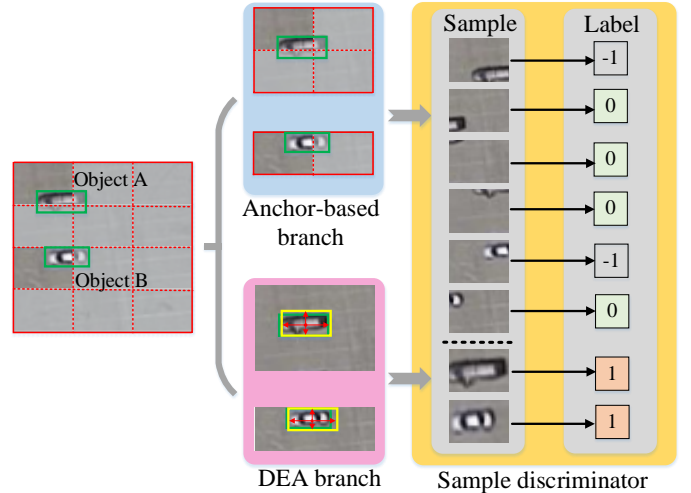 Sample
Label
-1
0
0
0
-1
0
1
1
Object A
Object B
Anchor-based
branch
DEA branch
Sample discriminator